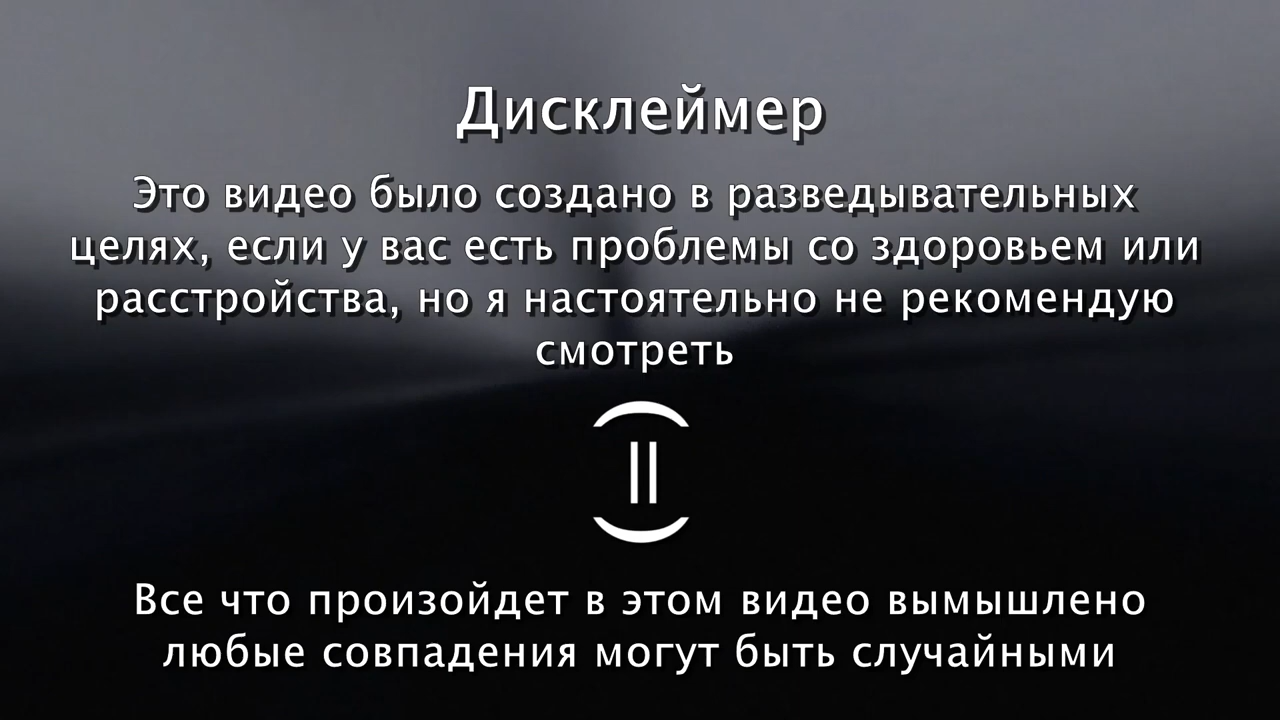 Дисклеймер
Это видео было создано в разведывательных
целях, если у вас есть проблемы со здоровьем или
расстройства, но я настоятельно не рекомендую
смотреть
Все что произойдет в этом видео вымышлено
любые совпадения могут быть случайными